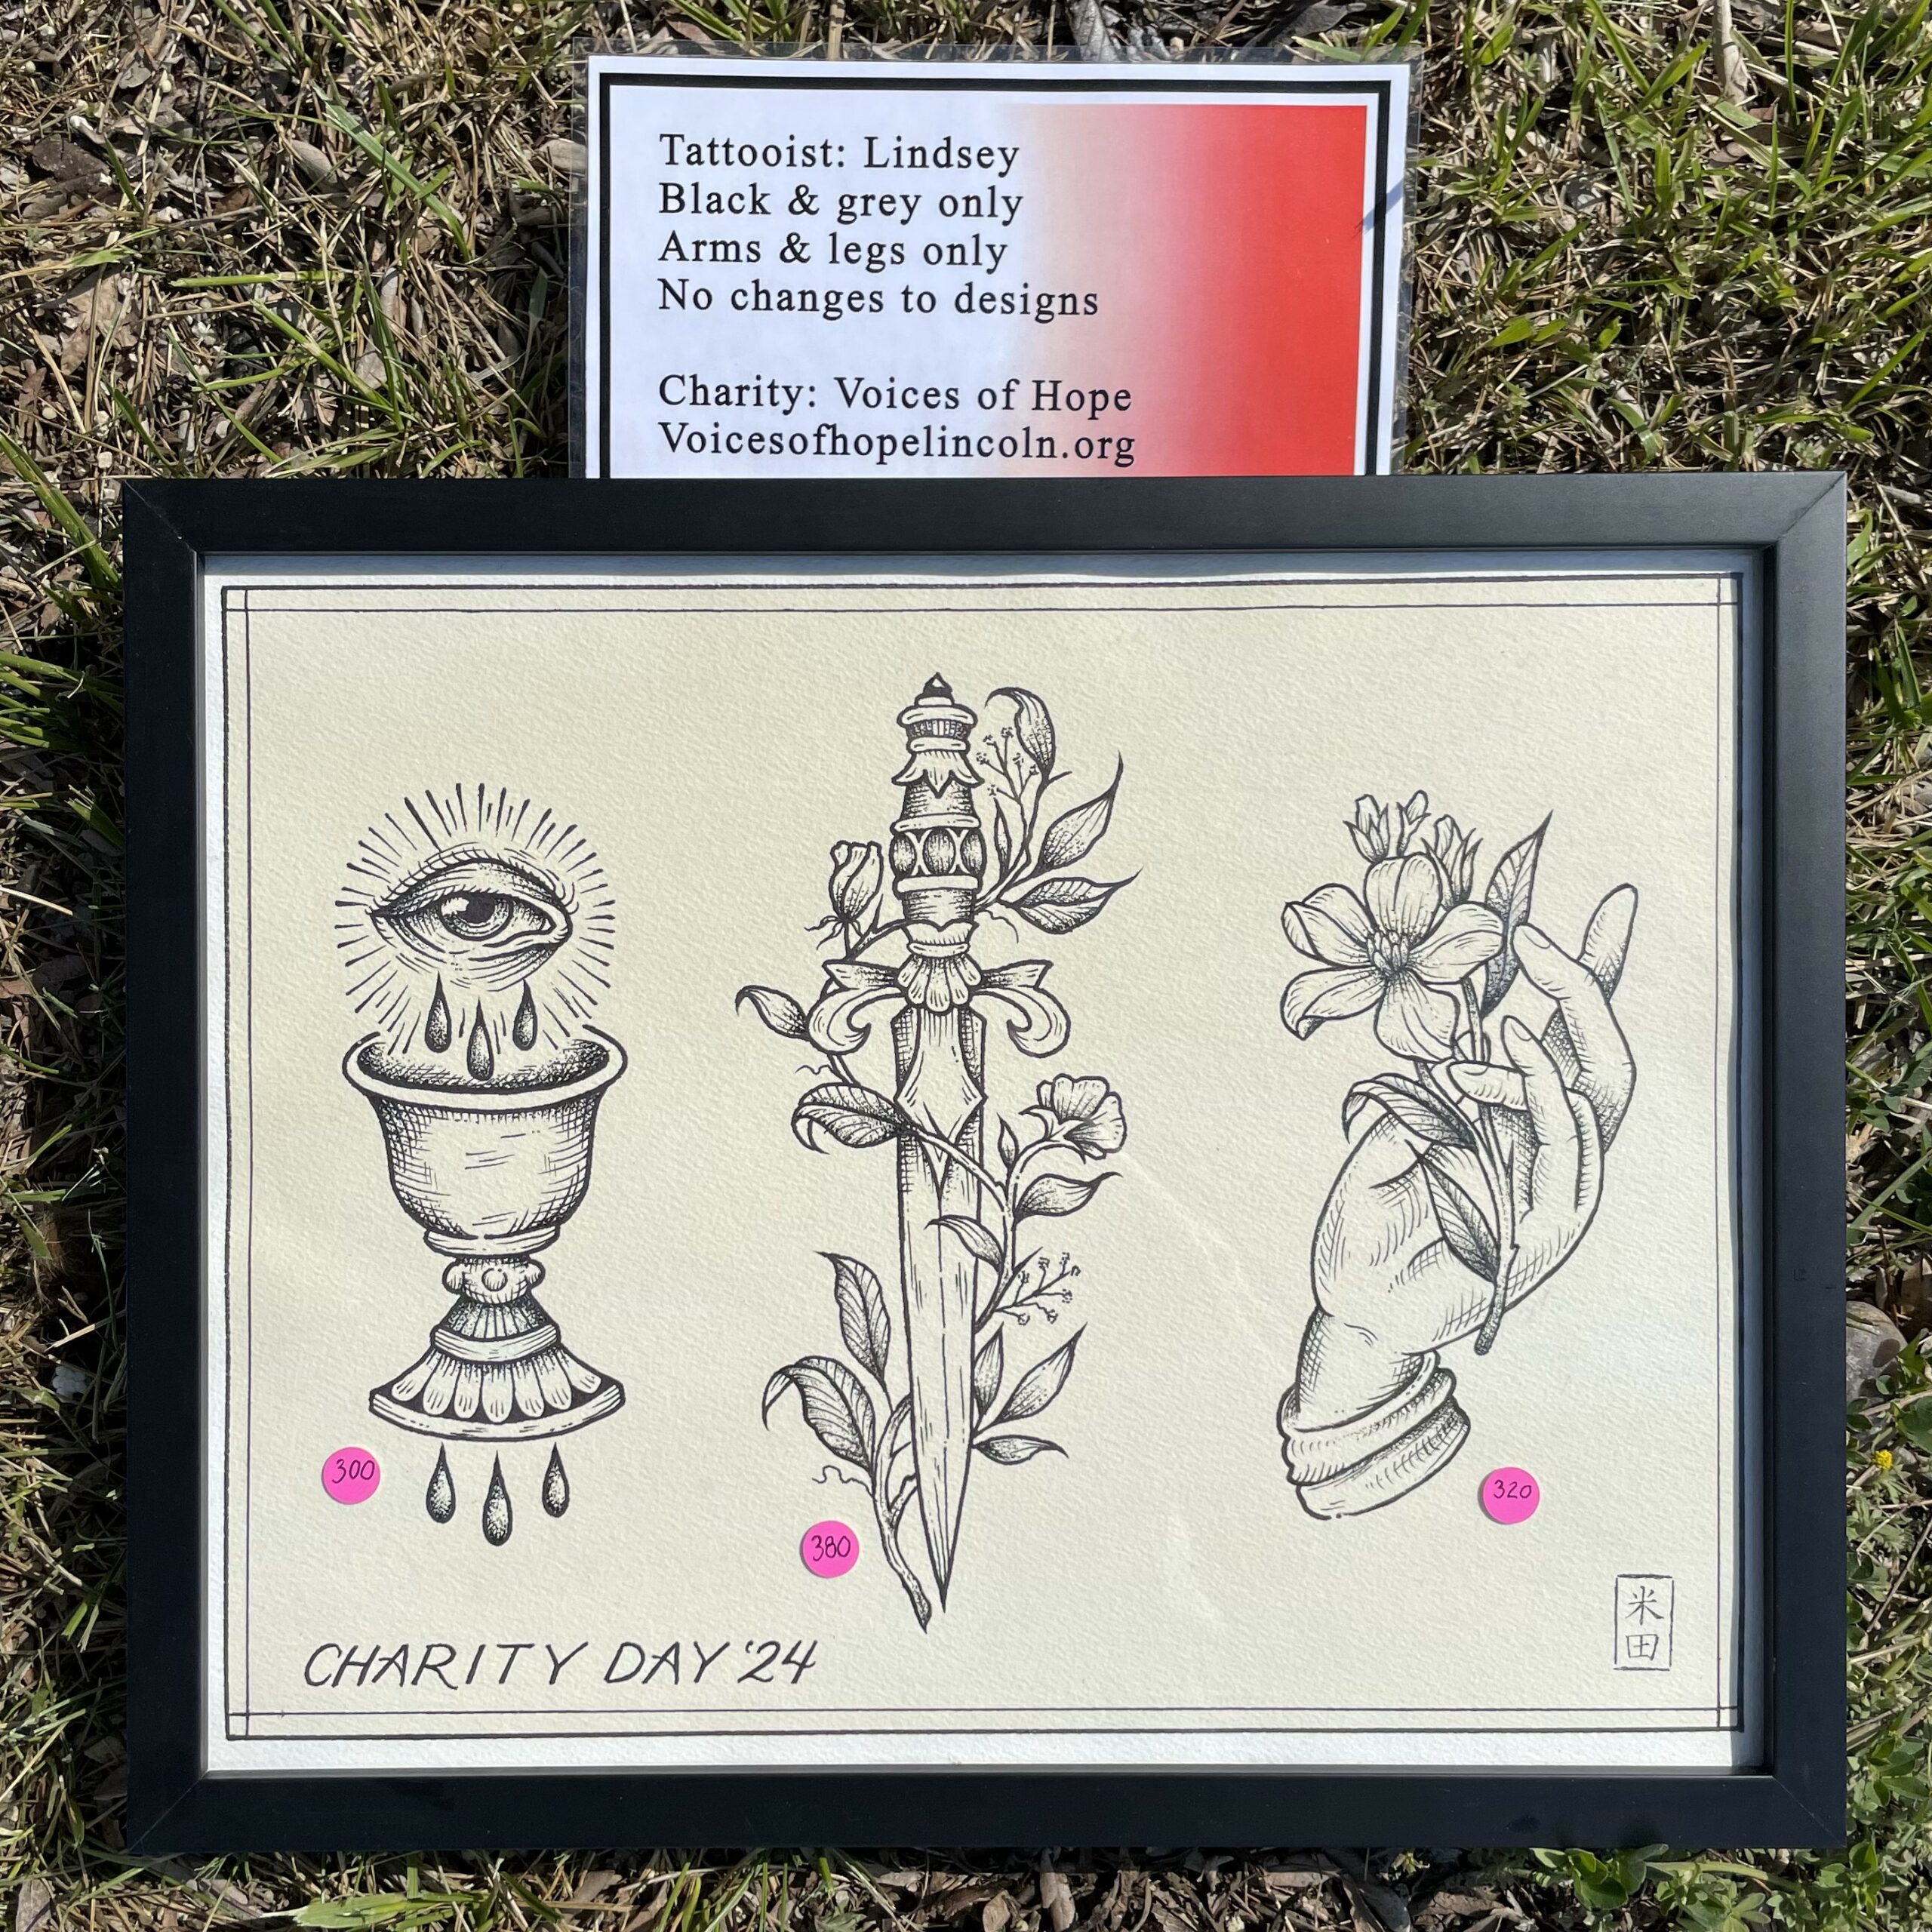 Tattooist: Lindsey
Black & grey only
Arms & legs only
No changes to designs
Charity: Voices of Hope
Voicesofhopelincoln.org
300
380
320
CHARITY DAY '24
米
田